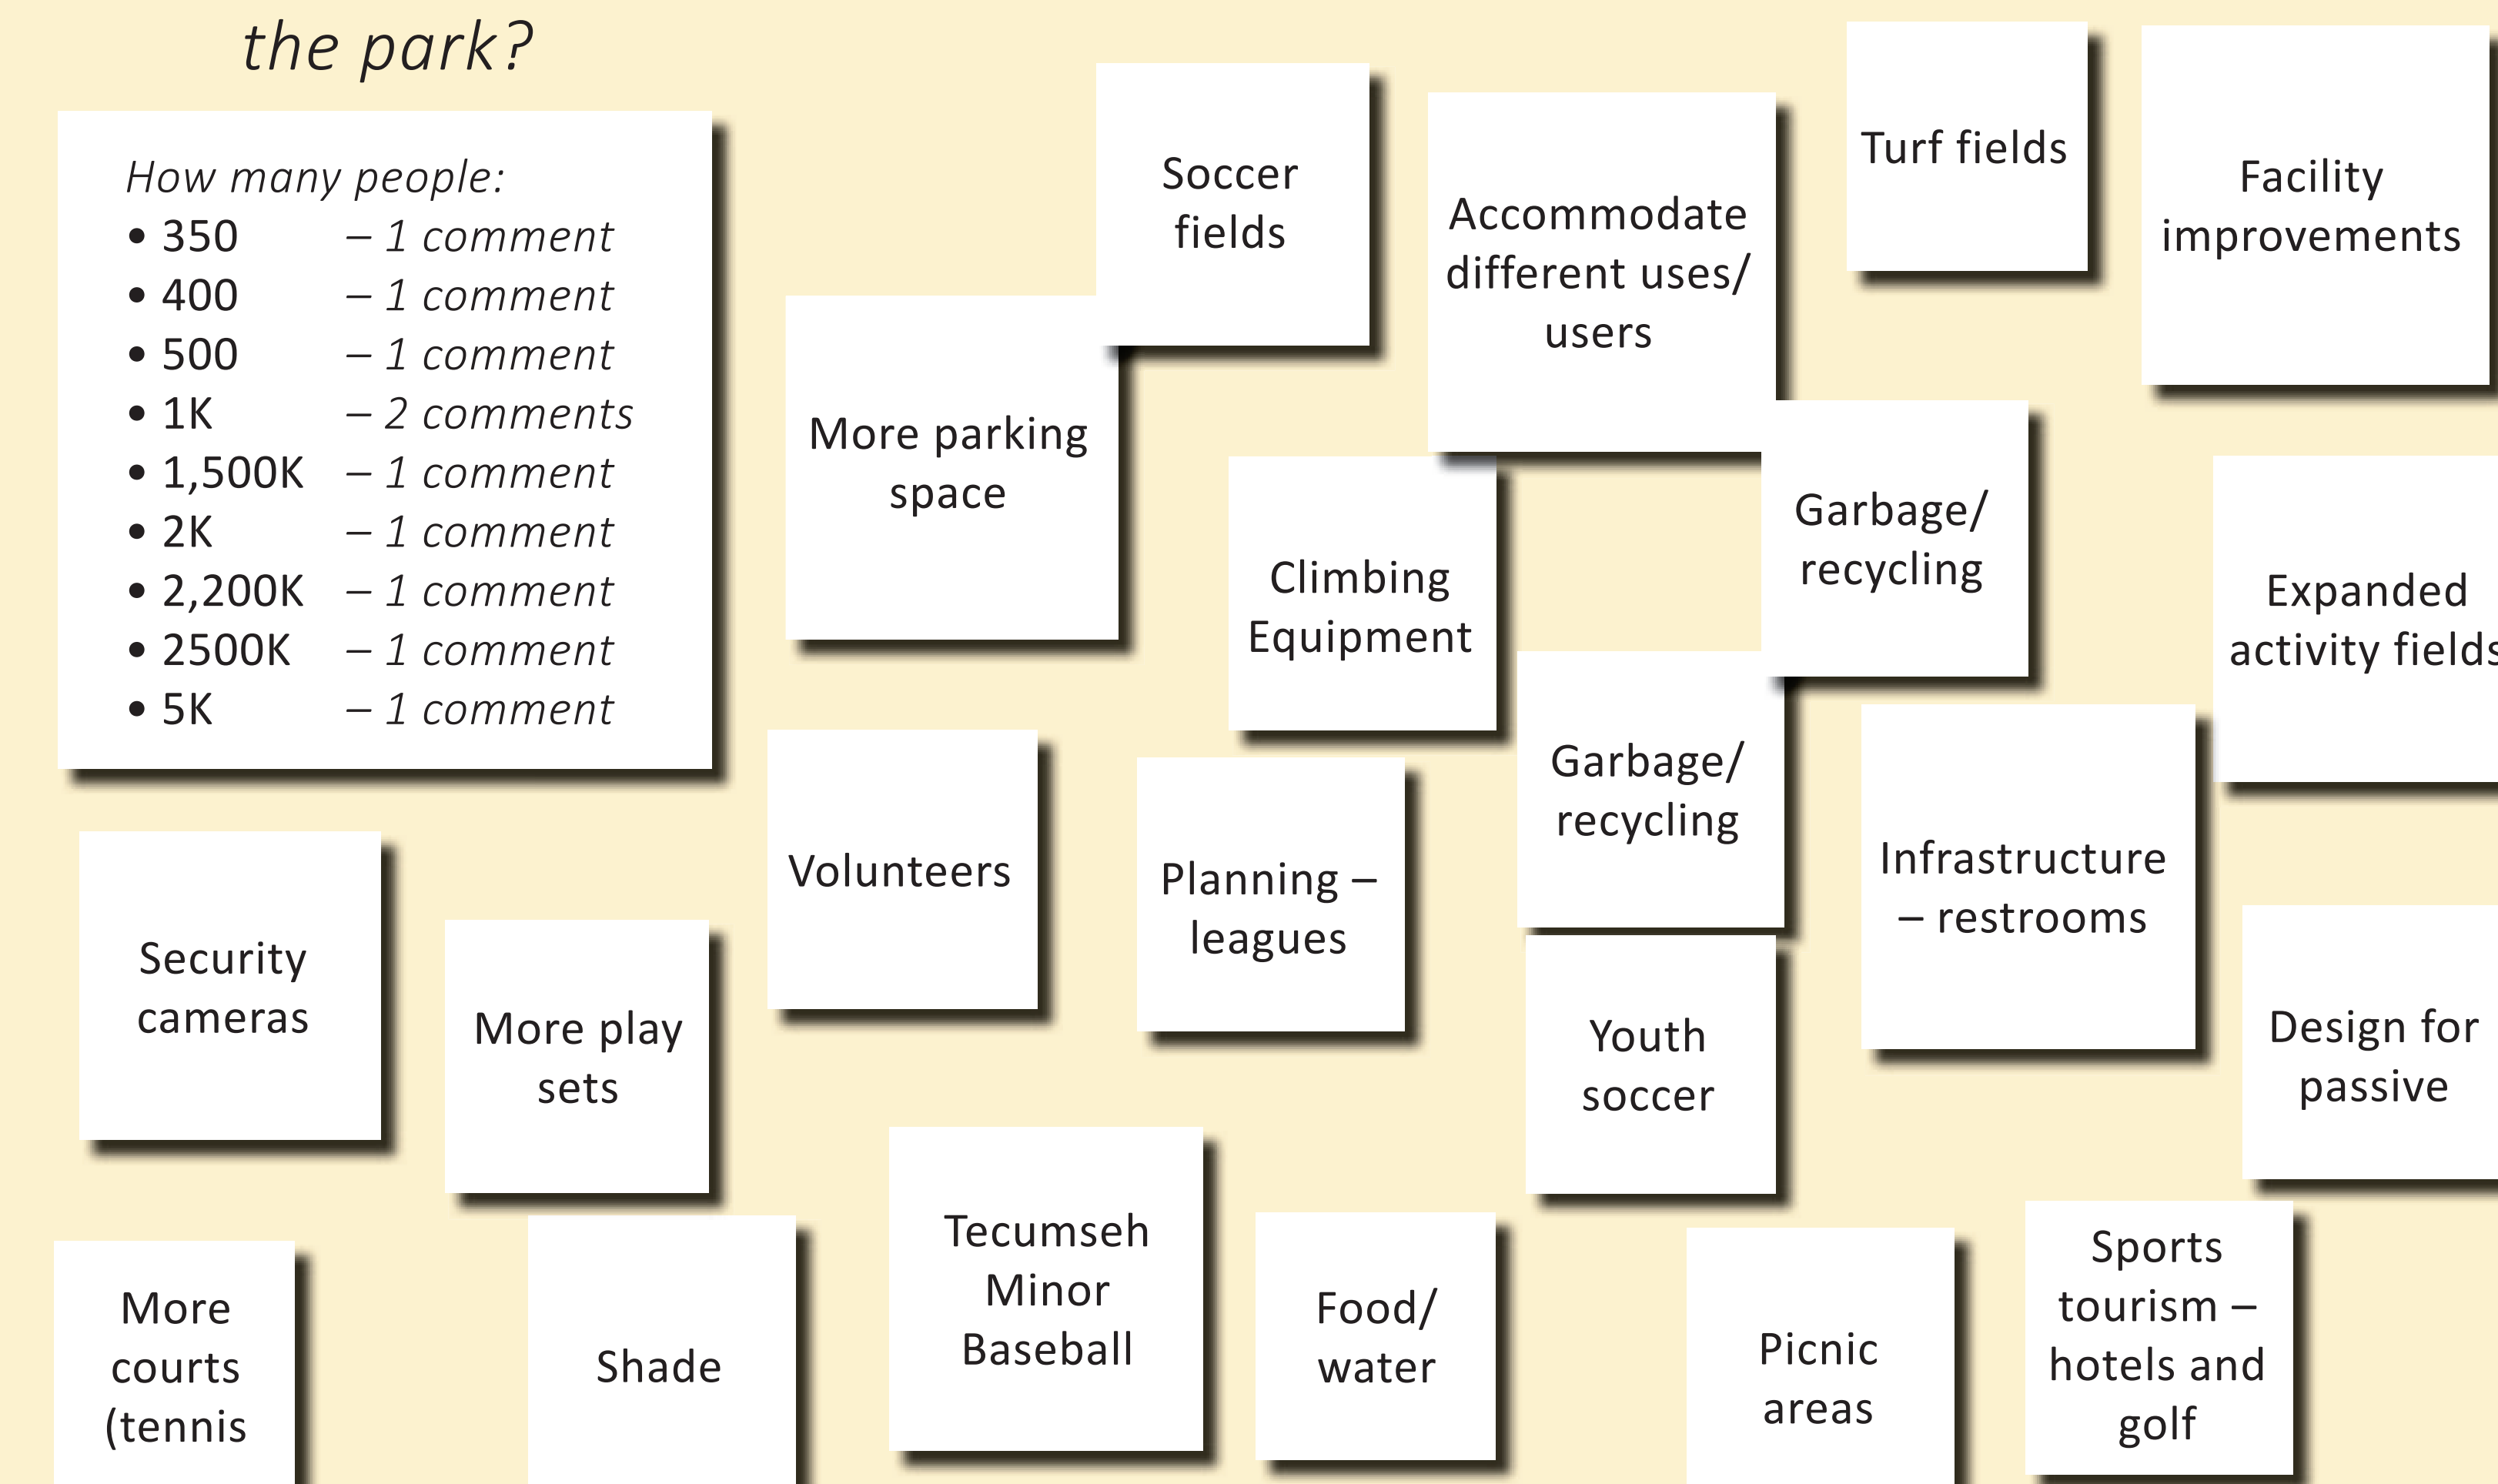 the park?
How many people:
• 350 – 1 comment
• 400 – 1 comment
• 500 – 1 comment
• 1K – 2 comments
• 1,500K – 1 comment
• 2K – 1 comment
• 2,200K – 1 comment
• 2500K – 1 comment
• 5K – 1 comment
Soccer
fields
Accommodate
different uses/
users
Turf fields
Facility
improvements
More parking
space
Climbing
Equipment
Garbage/
recycling
Expanded
activity fields
Volunteers
Planning –
leagues
Garbage/
recycling
Infrastructure
– restrooms
Security
cameras
More play
sets
Youth
soccer
Design for
passive
More
courts
(tennis
Shade
Tecumseh
Minor
Baseball
Food/
water
Picnic
areas
Sports
tourism –
hotels and
golf